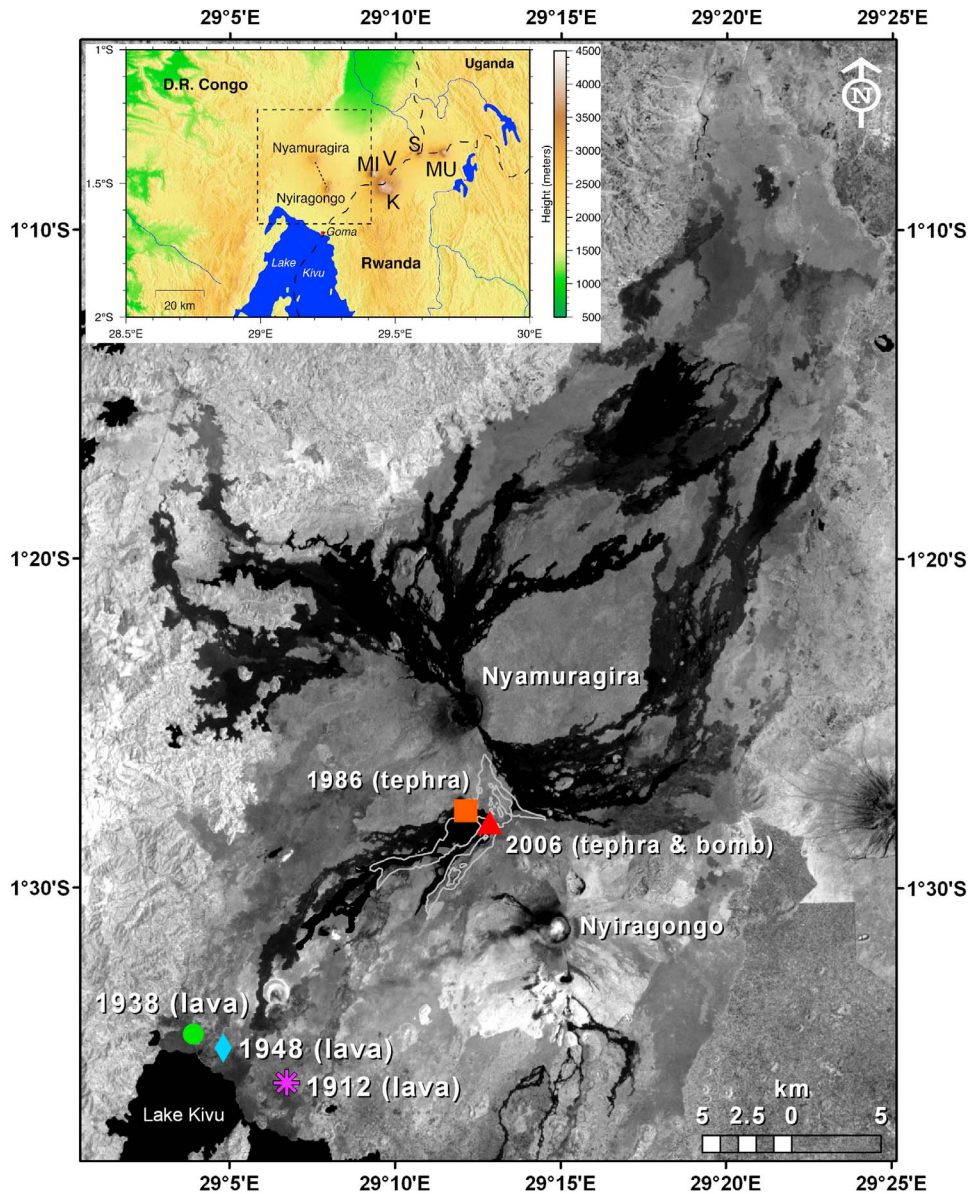 29°5'E 29°10'E 29°15'E 29°20'E 29°25'E
1°S
D.R. Congo
Uganda
Nyamuragira
MI V S
MU
1.5°S
Nyiragongo
K
Goma
Lake
Kivu
Rwanda
20 km
2°S
28.5°E 29°E 29.5°E 30°E
4500
4000
3500
3000
2500
2000
1500
1000
500
Height (meters)
N
1°10'S 1°10'S
1°20'S 1°20'S
Nyamuragira
1986 (tephra)
2006 (tephra & bomb)
1°30'S 1°30'S
Nyiragongo
1938 (lava)
1948 (lava)
1912 (lava)
Lake Kivu
km
5 2.5 0 5
29°5'E 29°10'E 29°15'E 29°20'E 29°25'E